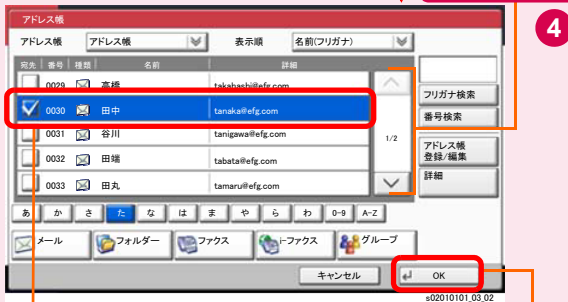 4
アドレス帳
アドレス帳 アドレス帳 表示順 名前(フリガナ)
宛先 番号 種類 名前 詳細
0029 高橋 takahashi@efg.com
0030 田中 tanaka@efg.com
0031 谷川 tanigawa@efg.com
0032 田端 tabata@efg.com
0033 田丸 tamaru@efg.com
1/2
フリガナ検索
番号検索
アドレス帳
登録/編集
詳細
あ か さ た な は ま や ら わ 0-9 A-Z
メール フォルダー ファクス i-ファクス グループ
キャンセル OK
s02010101_03_02